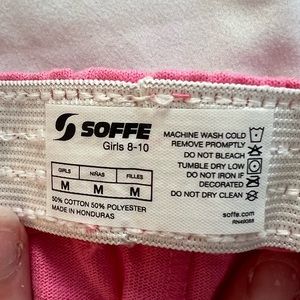 SOFFE
Girls 8-10
GIRLS NIÑAS FILLES
M M M
50% COTTON 50% POLYESTER
MADE IN HONDURAS
MACHINE WASH COLD
REMOVE PROMPTLY
DO NOT BLEACH
TUMBLE DRY LOW
DO NOT IRON IF
DECORATED
DO NOT DRY CLEAN
soffe.com
RN49088